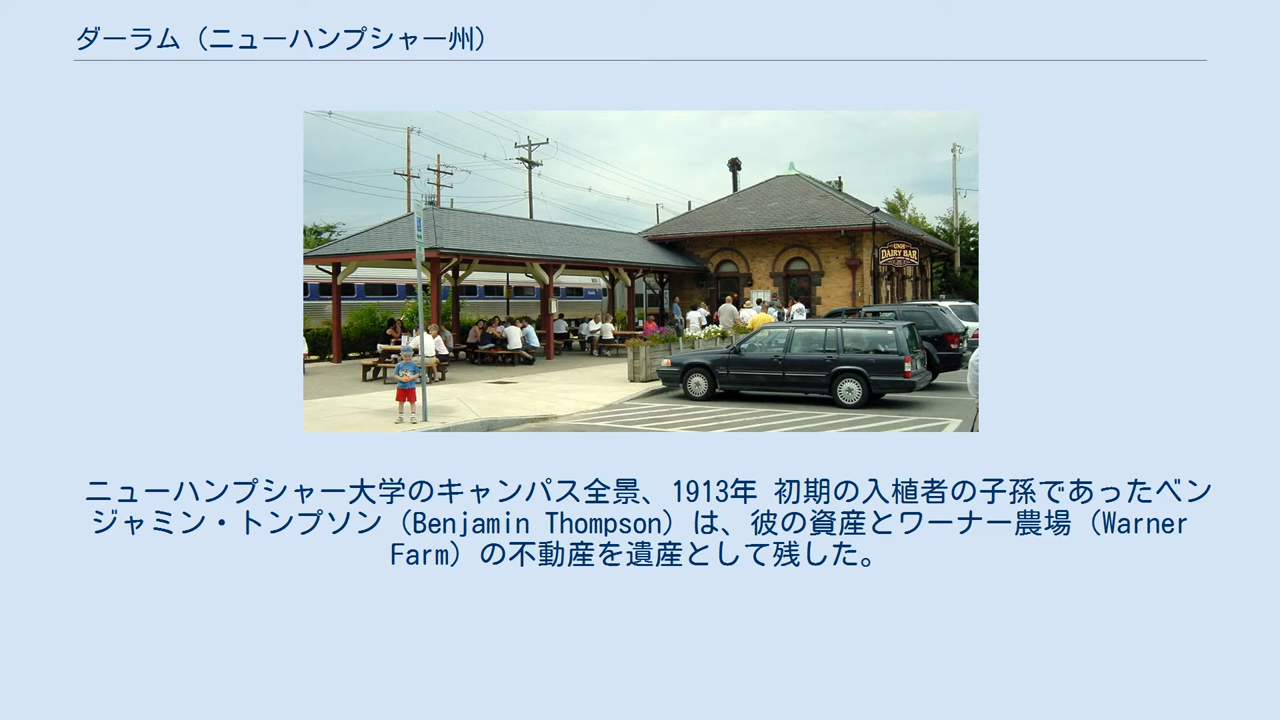 ダーラム（ニューハンプシャー州）
UNH
DAIRY BAR
ニューハンプシャー大学のキャンパス全景、1913年 初期の入植者の子孫であったベン
ジャミン・トンプソン（Benjamin Thompson）は、彼の資産とワーナー農場（Warner
Farm）の不動産を遺産として残した。